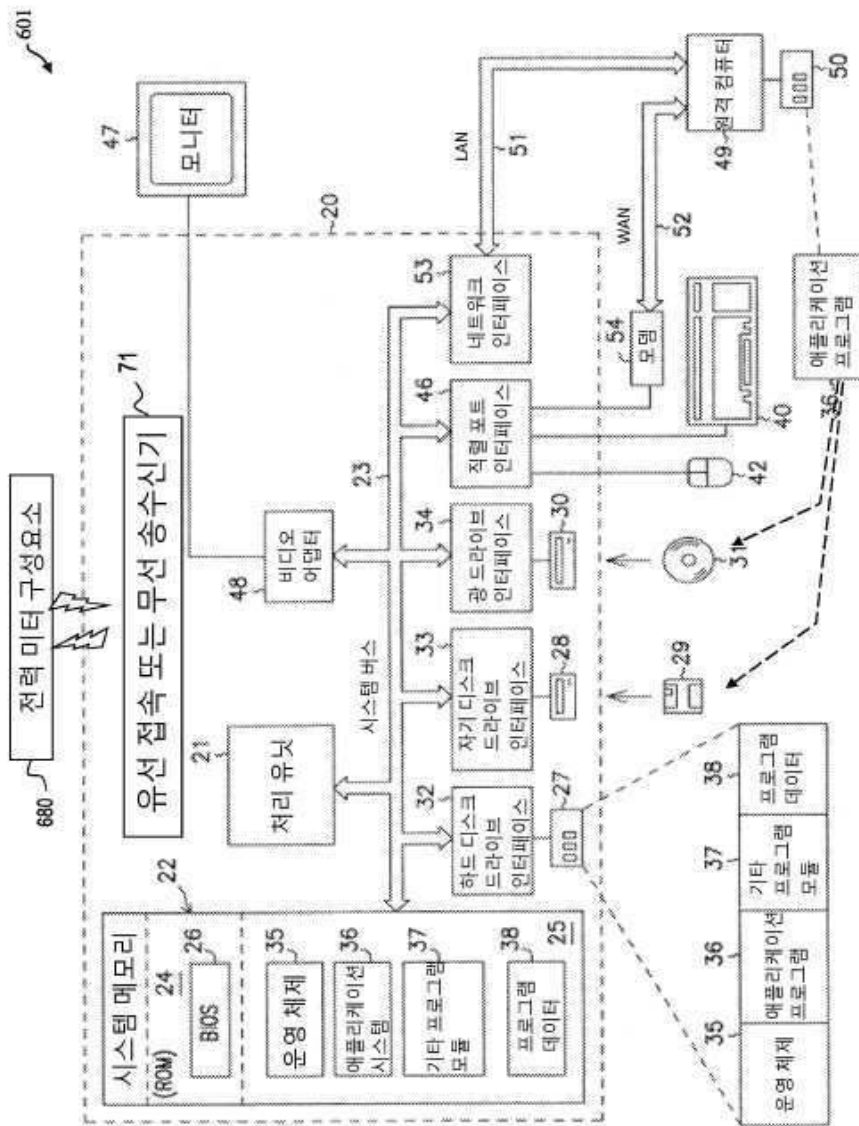 601
전력 미터 구성요소
680
유선 접속 또는 무선 송수신기
71
모니터
47
20
시스템 메모리
22
24
(ROM)
26
BIOS
35
운영 체제
36
애플리케이션
시스템
37
기타 프로그램
모듈
38
프로그램
데이터
25
21
처리 유닛
48
비디오
어댑터
시스템 버스
23
32
하드 디스크
드라이브
인터페이스
33
자기 디스크
드라이브
인터페이스
34
광 드라이브
인터페이스
46
직렬 포트
인터페이스
53
네트워크
인터페이스
27
28
30
29
31
42
40
54
모뎀
LAN
51
WAN
52
원격 컴퓨터
49
50
애플리케이션
프로그램
36
35
운영 체제
36
애플리케이션
프로그램
37
기타
프로그램
모듈
38
프로그램
데이터